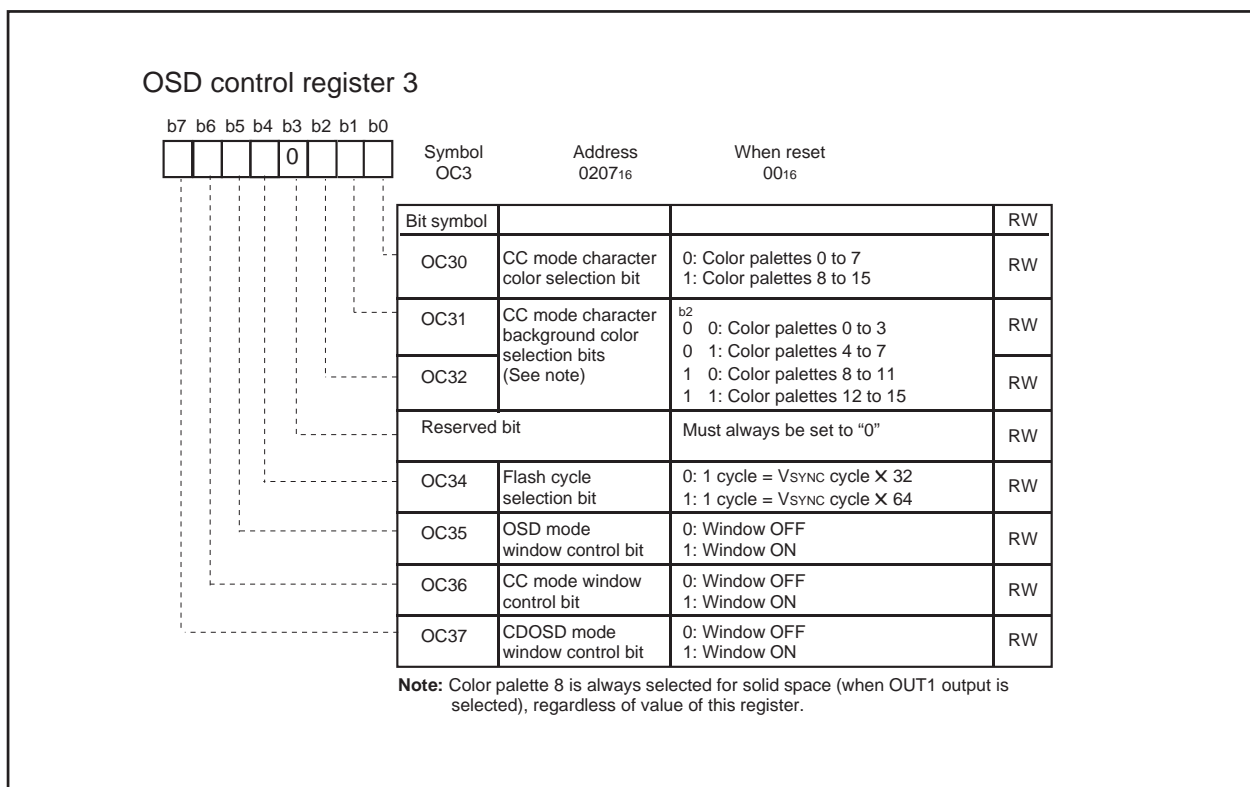 OSD control register 3
b7 b6 b5 b4 b3 b2 b1 b0
0
Symbol Address When reset
OC3 020716 0016
Bit symbol RW
OC30 CC mode character color selection bit 0: Color palettes 0 to 7 RW
1: Color palettes 8 to 15
OC31 CC mode character background color selection bits (See note) b2 RW
0 0: Color palettes 0 to 3
0 1: Color palettes 4 to 7
OC32 1 0: Color palettes 8 to 11 RW
1 1: Color palettes 12 to 15
Reserved bit Must always be set to “0” RW
OC34 Flash cycle selection bit 0: 1 cycle = VSYNC cycle X 32 RW
1: 1 cycle = VSYNC cycle X 64
OC35 OSD mode window control bit 0: Window OFF RW
1: Window ON
OC36 CC mode window control bit 0: Window OFF RW
1: Window ON
OC37 CDOSD mode window control bit 0: Window OFF RW
1: Window ON
Note: Color palette 8 is always selected for solid space (when OUT1 output is
selected), regardless of value of this register.